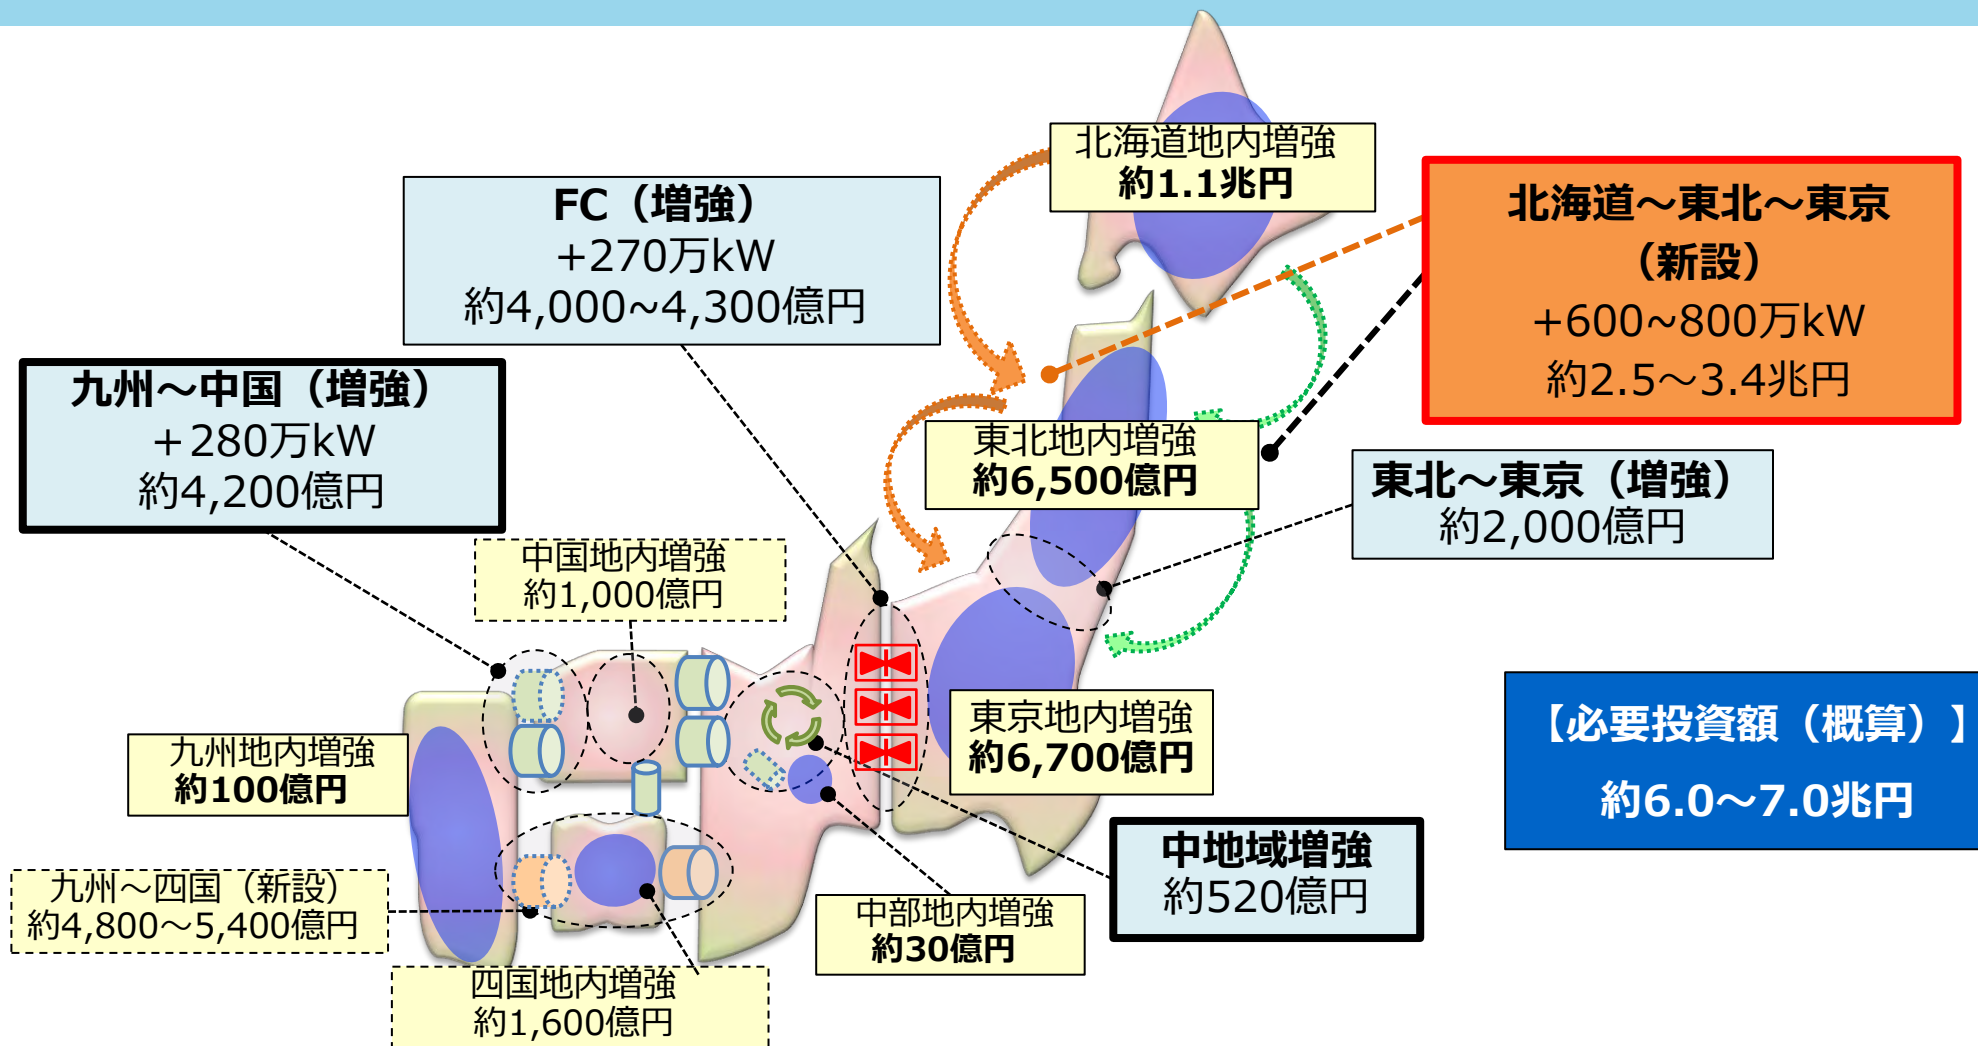 北海道地内増強
約1.1兆円
FC（増強）
+270万kW
約4,000~4,300億円
北海道～東北～東京
（新設）
+600~800万kW
約2.5～3.4兆円
九州～中国（増強）
＋280万kW
約4,200億円
東北地内増強
約6,500億円
東北～東京（増強）
約2,000億円
中国地内増強
約1,000億円
九州地内増強
約100億円
東京地内増強
約6,700億円
【必要投資額（概算）】
約6.0～7.0兆円
中地域増強
約520億円
九州～四国（新設）
約4,800～5,400億円
中部地内増強
約30億円
四国地内増強
約1,600億円